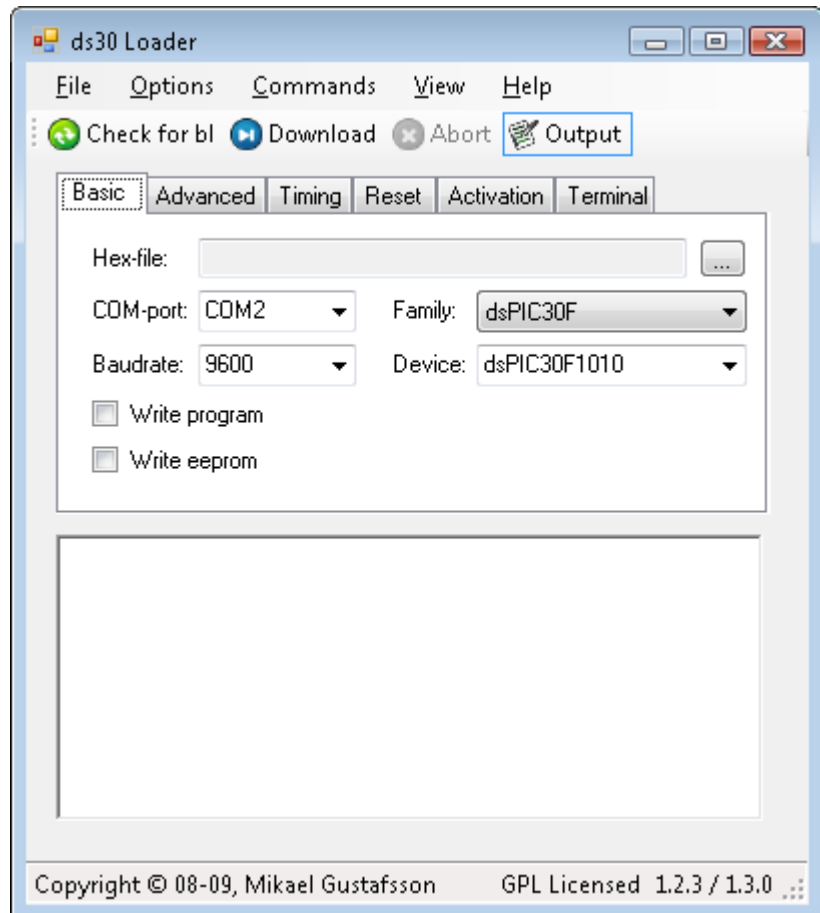 ds30 Loader
File Options Commands View Help
Check for bl Download Abort Output
Basic Advanced Timing Reset Activation Terminal
Hex-file: ...
COM-port: COM2 Family: dsPIC30F
Baudrate: 9600 Device: dsPIC30F1010
Write program
Write eeprom
Copyright © 08-09, Mikael Gustafsson GPL Licensed 1.2.3 / 1.3.0